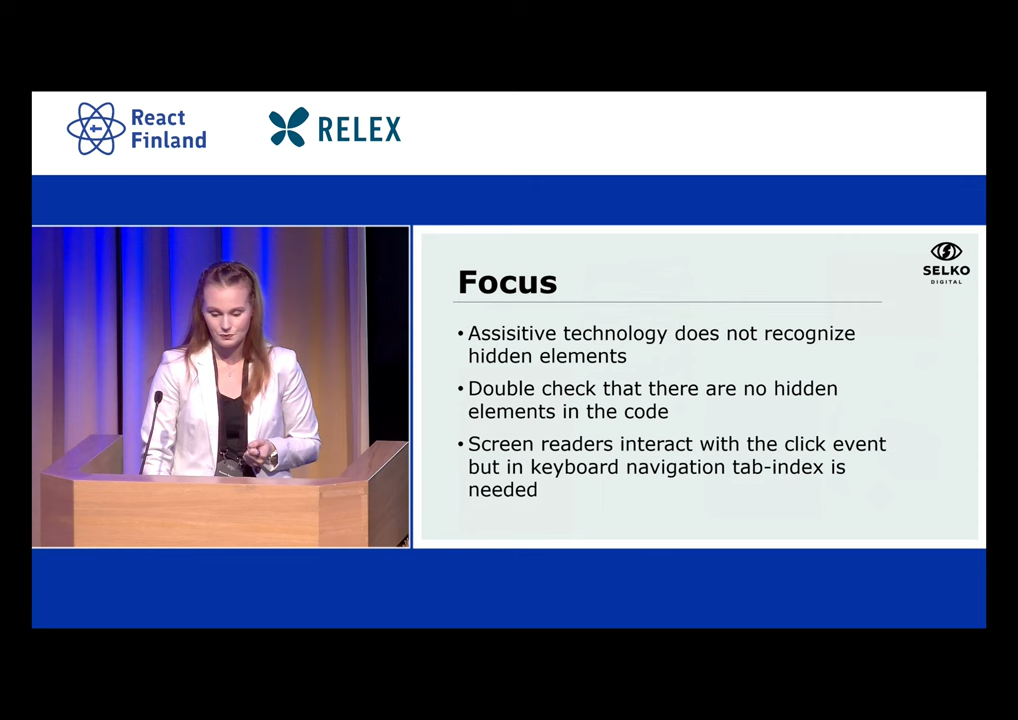 React
Finland
RELEX
SELKO
DIGITAL
Focus
• Assisitive technology does not recognize
hidden elements
• Double check that there are no hidden
elements in the code
• Screen readers interact with the click event
but in keyboard navigation tab-index is
needed